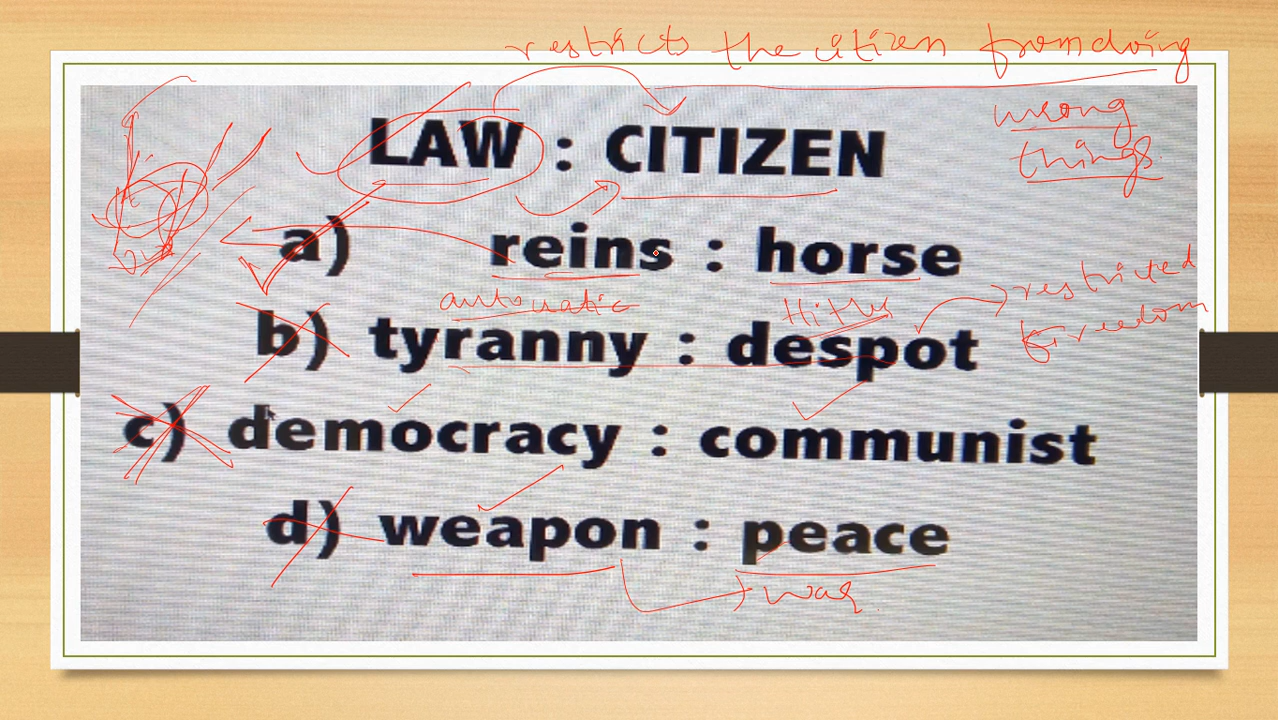 restricts the citizen from doing
wrong
things.
LAW : CITIZEN
a) reins : horse
automatic Hitler restricted
freedom
b) tyranny : despot
c) democracy : communist
d) weapon : peace
war